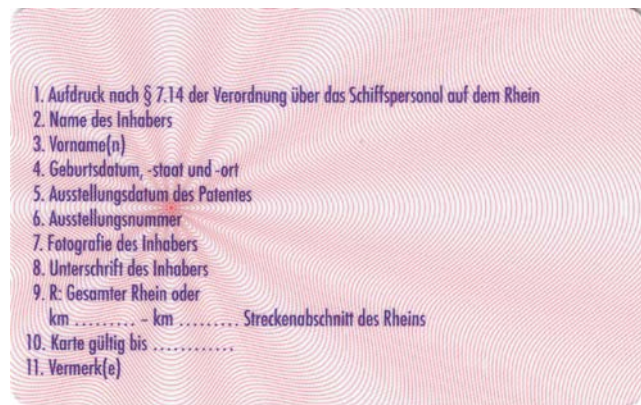 1. Aufdruck nach § 7.14 der Verordnung über das Schiffspersonal auf dem Rhein
2. Name des Inhabers
3. Vorname(n)
4. Geburtsdatum, -staat und -ort
5. Ausstellungsdatum des Patentes
6. Ausstellungsnummer
7. Fotografie des Inhabers
8. Unterschrift des Inhabers
9. R: Gesamter Rhein oder
km ......... – km ......... Streckenabschnitt des Rheins
10. Karte gültig bis ............
11. Vermerk(e)